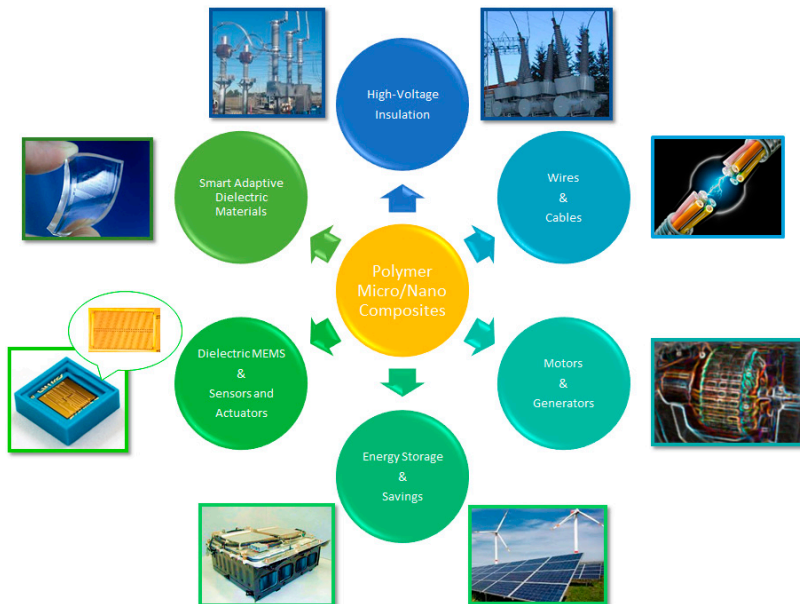 High-Voltage
Insulation
Smart Adaptive
Dielectric
Materials
Wires
&
Cables
Polymer
Micro/Nano
Composites
Dielectric MEMS
&
Sensors and
Actuators
Motors
&
Generators
Energy Storage
&
Savings